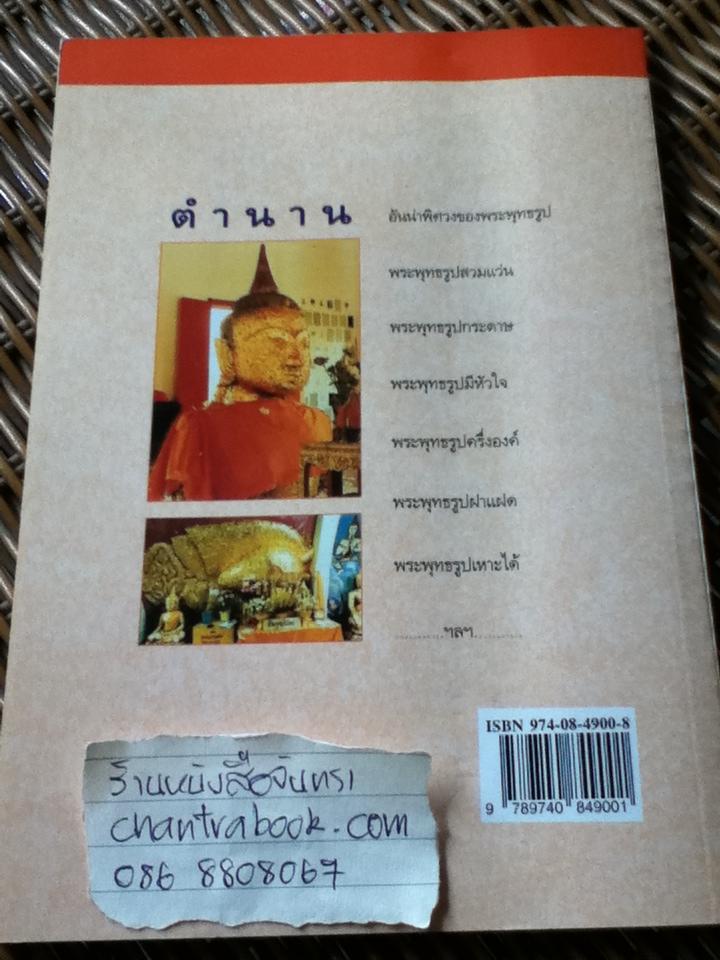 ตำนาน
อันน่าพิศวงของพระพุทธรูป
พระพุทธรูปสวมแว่น
พระพุทธรูปกระดาษ
พระพุทธรูปมีหัวใจ
พระพุทธรูปครึ่งองค์
พระพุทธรูปฝาแฝด
พระพุทธรูปเหาะได้
............ฯลฯ............
ISBN 974-08-4900-8
9 789740 849001
ร้านหนังสือจันทรา
chantrabook.com
086 8808067